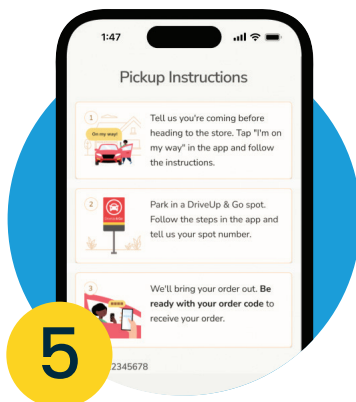 1:47
Pickup Instructions
1
On my way!
Tell us you're coming before
heading to the store. Tap "I'm on
my way" in the app and follow
the instructions.
2
Park in a DriveUp & Go spot.
Follow the steps in the app and
tell us your spot number.
3
####
We'll bring your order out. Be
ready with your order code to
receive your order.
5
2345678